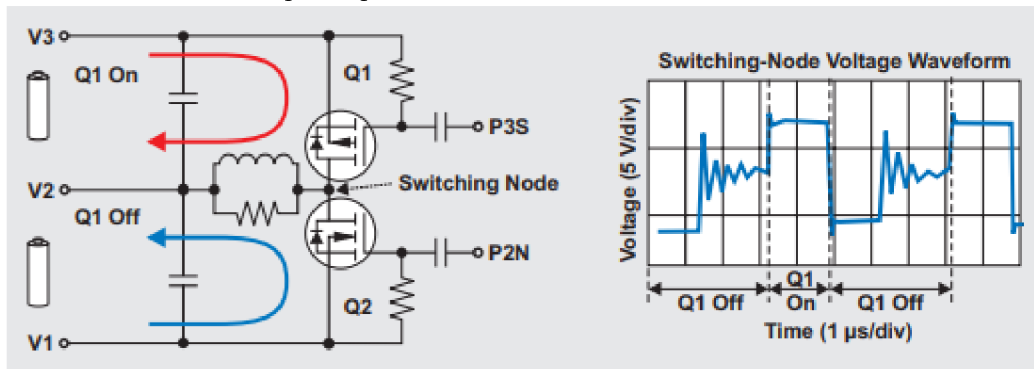 V3
Q1 On
Q1
P3S
V2
Switching Node
Q1 Off
P2N
Q2
V1
Switching-Node Voltage Waveform
Voltage (5 V/div)
Q1 Off
Q1
On
Q1 Off
Time (1 µs/div)